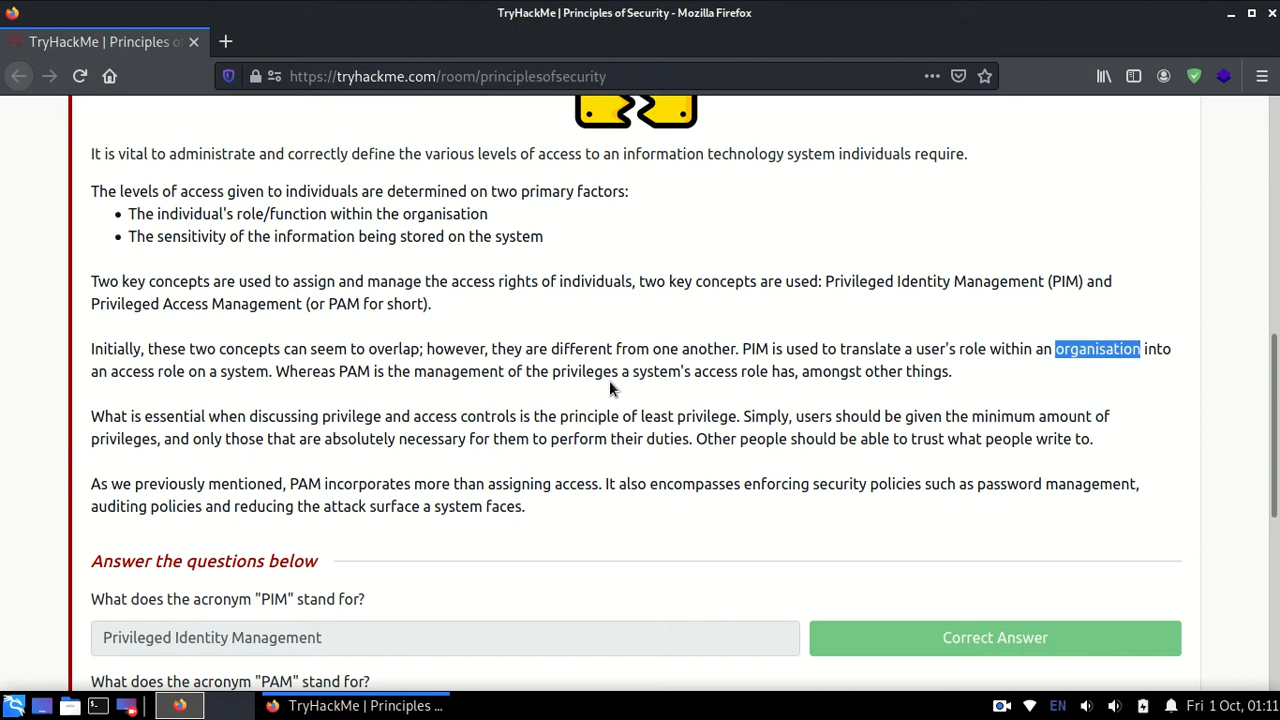 TryHackMe | Principles of Security - Mozilla Firefox
TryHackMe | Principles o
https://tryhackme.com/room/principlesofsecurity
It is vital to administrate and correctly define the various levels of access to an information technology system individuals require.
The levels of access given to individuals are determined on two primary factors:
• The individual's role/function within the organisation
• The sensitivity of the information being stored on the system
Two key concepts are used to assign and manage the access rights of individuals, two key concepts are used: Privileged Identity Management (PIM) and
Privileged Access Management (or PAM for short).
Initially, these two concepts can seem to overlap; however, they are different from one another. PIM is used to translate a user's role within an organisation into
an access role on a system. Whereas PAM is the management of the privileges a system's access role has, amongst other things.
What is essential when discussing privilege and access controls is the principle of least privilege. Simply, users should be given the minimum amount of
privileges, and only those that are absolutely necessary for them to perform their duties. Other people should be able to trust what people write to.
As we previously mentioned, PAM incorporates more than assigning access. It also encompasses enforcing security policies such as password management,
auditing policies and reducing the attack surface a system faces.
Answer the questions below
What does the acronym "PIM" stand for?
Privileged Identity Management
Correct Answer
What does the acronym "PAM" stand for?
TryHackMe | Principles ...
EN
Fri 1 Oct, 01:11